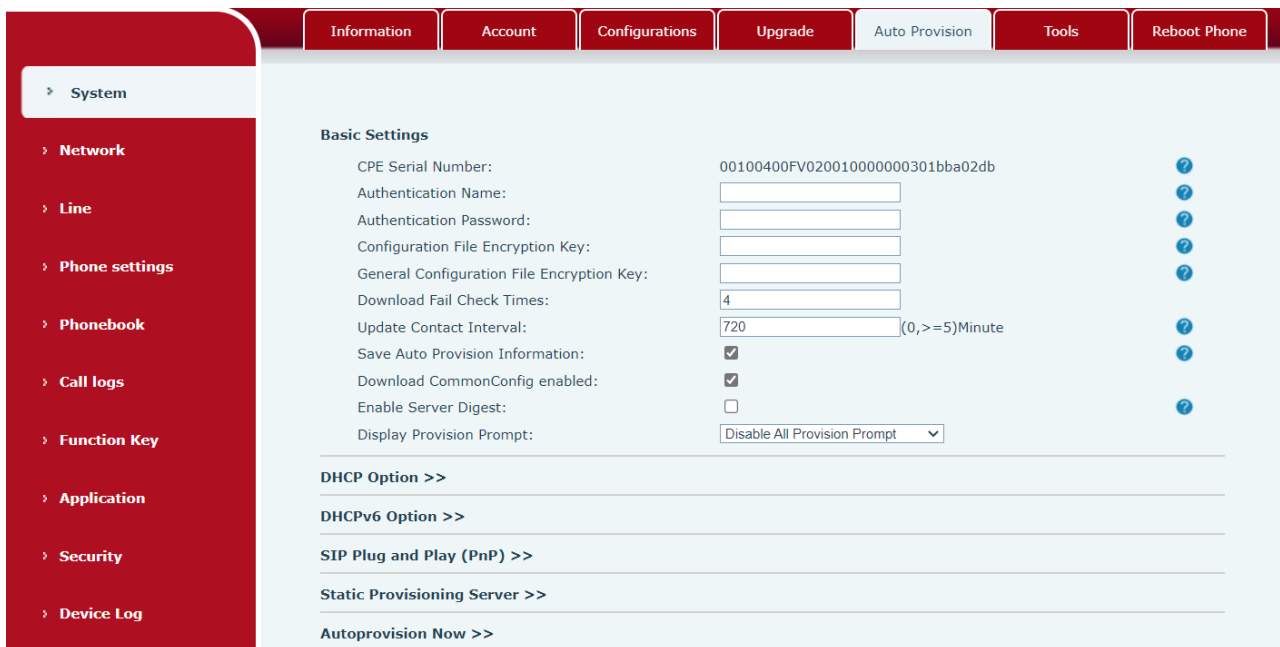 Information Account Configurations Upgrade Auto Provision Tools Reboot Phone
System
Network
Line
Phone settings
Phonebook
Call logs
Function Key
Application
Security
Device Log
Basic Settings
CPE Serial Number: 00100400FV020010000000301bba02db
Authentication Name:
Authentication Password:
Configuration File Encryption Key:
General Configuration File Encryption Key:
Download Fail Check Times: 4
Update Contact Interval: 720 (0,>=5)Minute
Save Auto Provision Information:
Download CommonConfig enabled:
Enable Server Digest:
Display Provision Prompt: Disable All Provision Prompt
DHCP Option >>
DHCPv6 Option >>
SIP Plug and Play (PnP) >>
Static Provisioning Server >>
Autoprovision Now >>